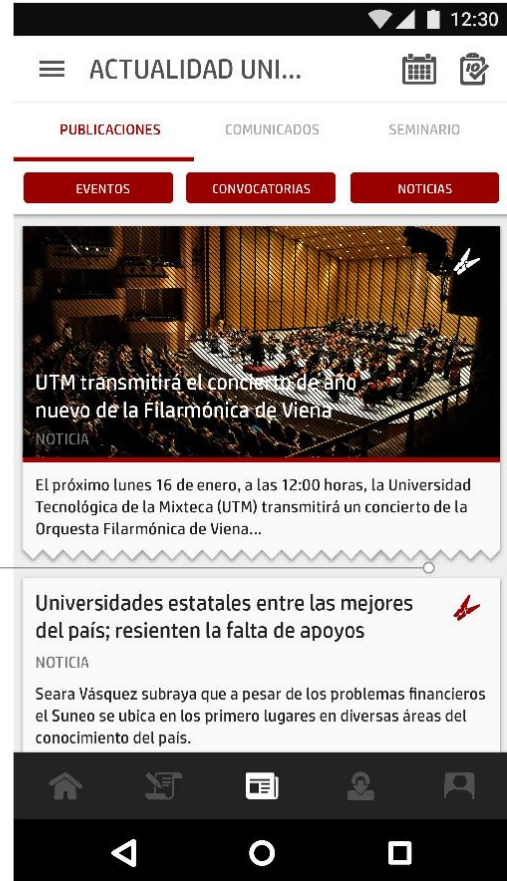 12:30
ACTUALIDAD UNI...
PUBLICACIONES
COMUNICADOS
SEMINARIO
EVENTOS
CONVOCATORIAS
NOTICIAS
UTM transmitirá el concierto de año
nuevo de la Filarmónica de Viena
NOTICIA
El próximo lunes 16 de enero, a las 12:00 horas, la Universidad
Tecnológica de la Mixteca (UTM) transmitirá un concierto de la
Orquesta Filarmónica de Viena...
Universidades estatales entre las mejores
del país; resienten la falta de apoyos
NOTICIA
Seara Vásquez subraya que a pesar de los problemas financieros
el Suneo se ubica en los primero lugares en diversas áreas del
conocimiento del país.